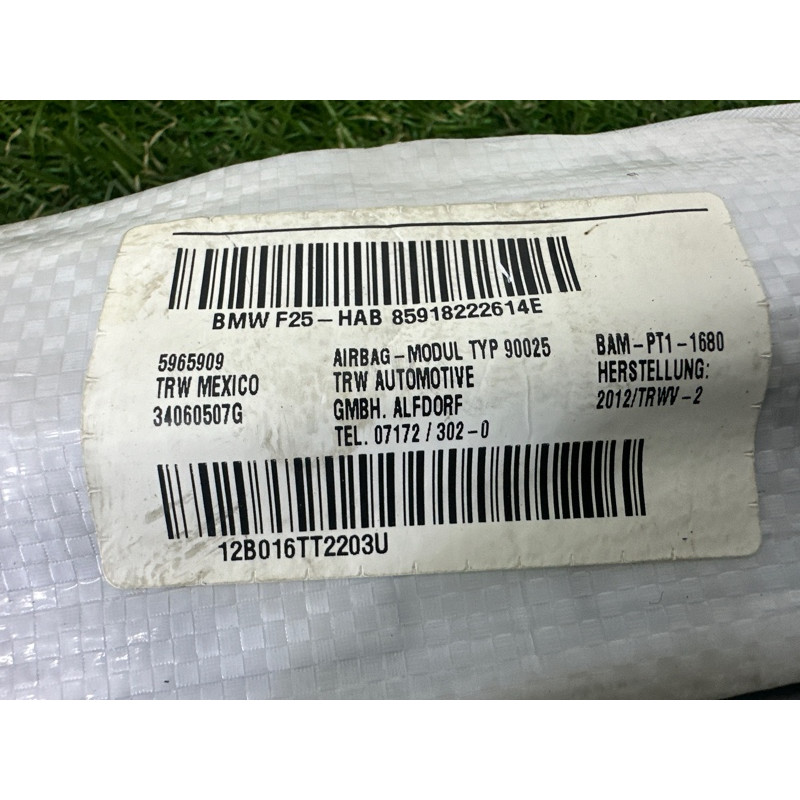 BMW F25-HAB 85918222614E
5965909
TRW MEXICO
34060507G
AIRBAG-MODUL TYP 90025
TRW AUTOMOTIVE
GMBH. ALFDORF
TEL. 07172/302-0
BAM-PT1-1680
HERSTELLUNG:
2012/TRWV-2
12B016TT2203U